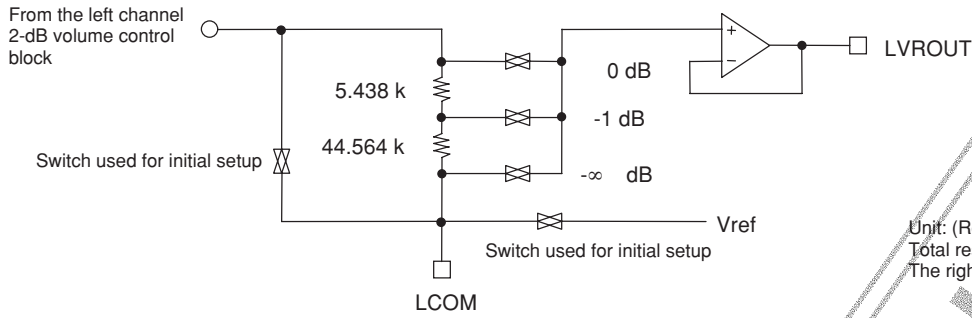 From the left channel
2-dB volume control
block
LVROUT
0 dB
5.438 k
-1 dB
44.564 k
Switch used for initial setup
-∞ dB
Vref
Switch used for initial setup
LCOM
Unit: (R
Total re
The righ